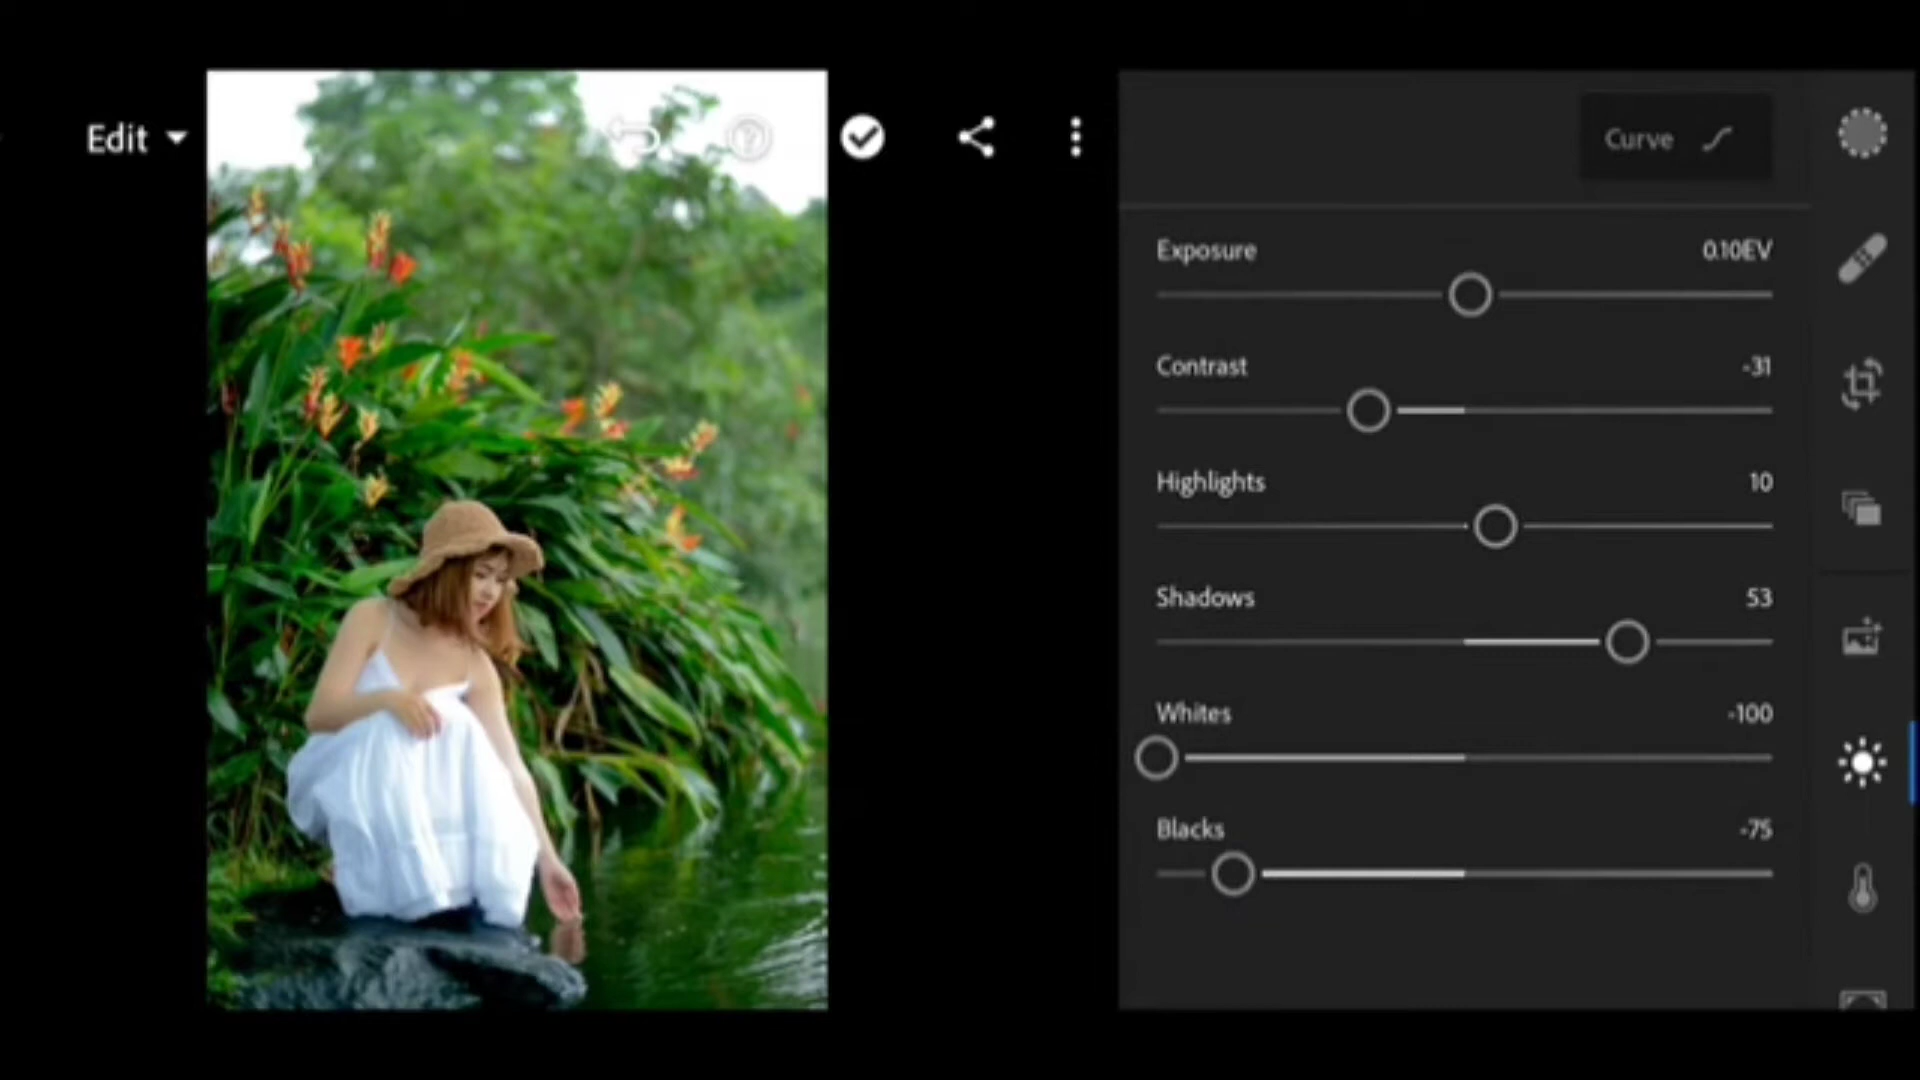 Edit
Curve
Exposure 0.10EV
Contrast -31
Highlights 10
Shadows 53
Whites -100
Blacks -75